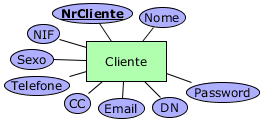 NrCliente
Nome
NIF
Sexo
Cliente
Telefone
Password
CC
Email
DN